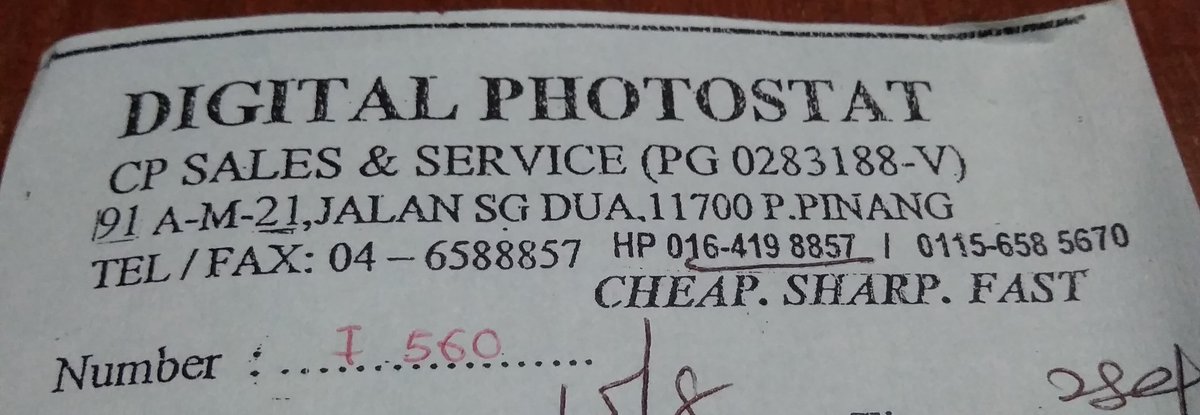 DIGITAL PHOTOSTAT
CP SALES & SERVICE (PG 0283188-V)
91 A-M-21,JALAN SG DUA,11700 P.PINANG
TEL / FAX: 04 – 6588857 HP 016-419 8857 | 0115-658 5670
CHEAP. SHARP. FAST
Number : 7 560